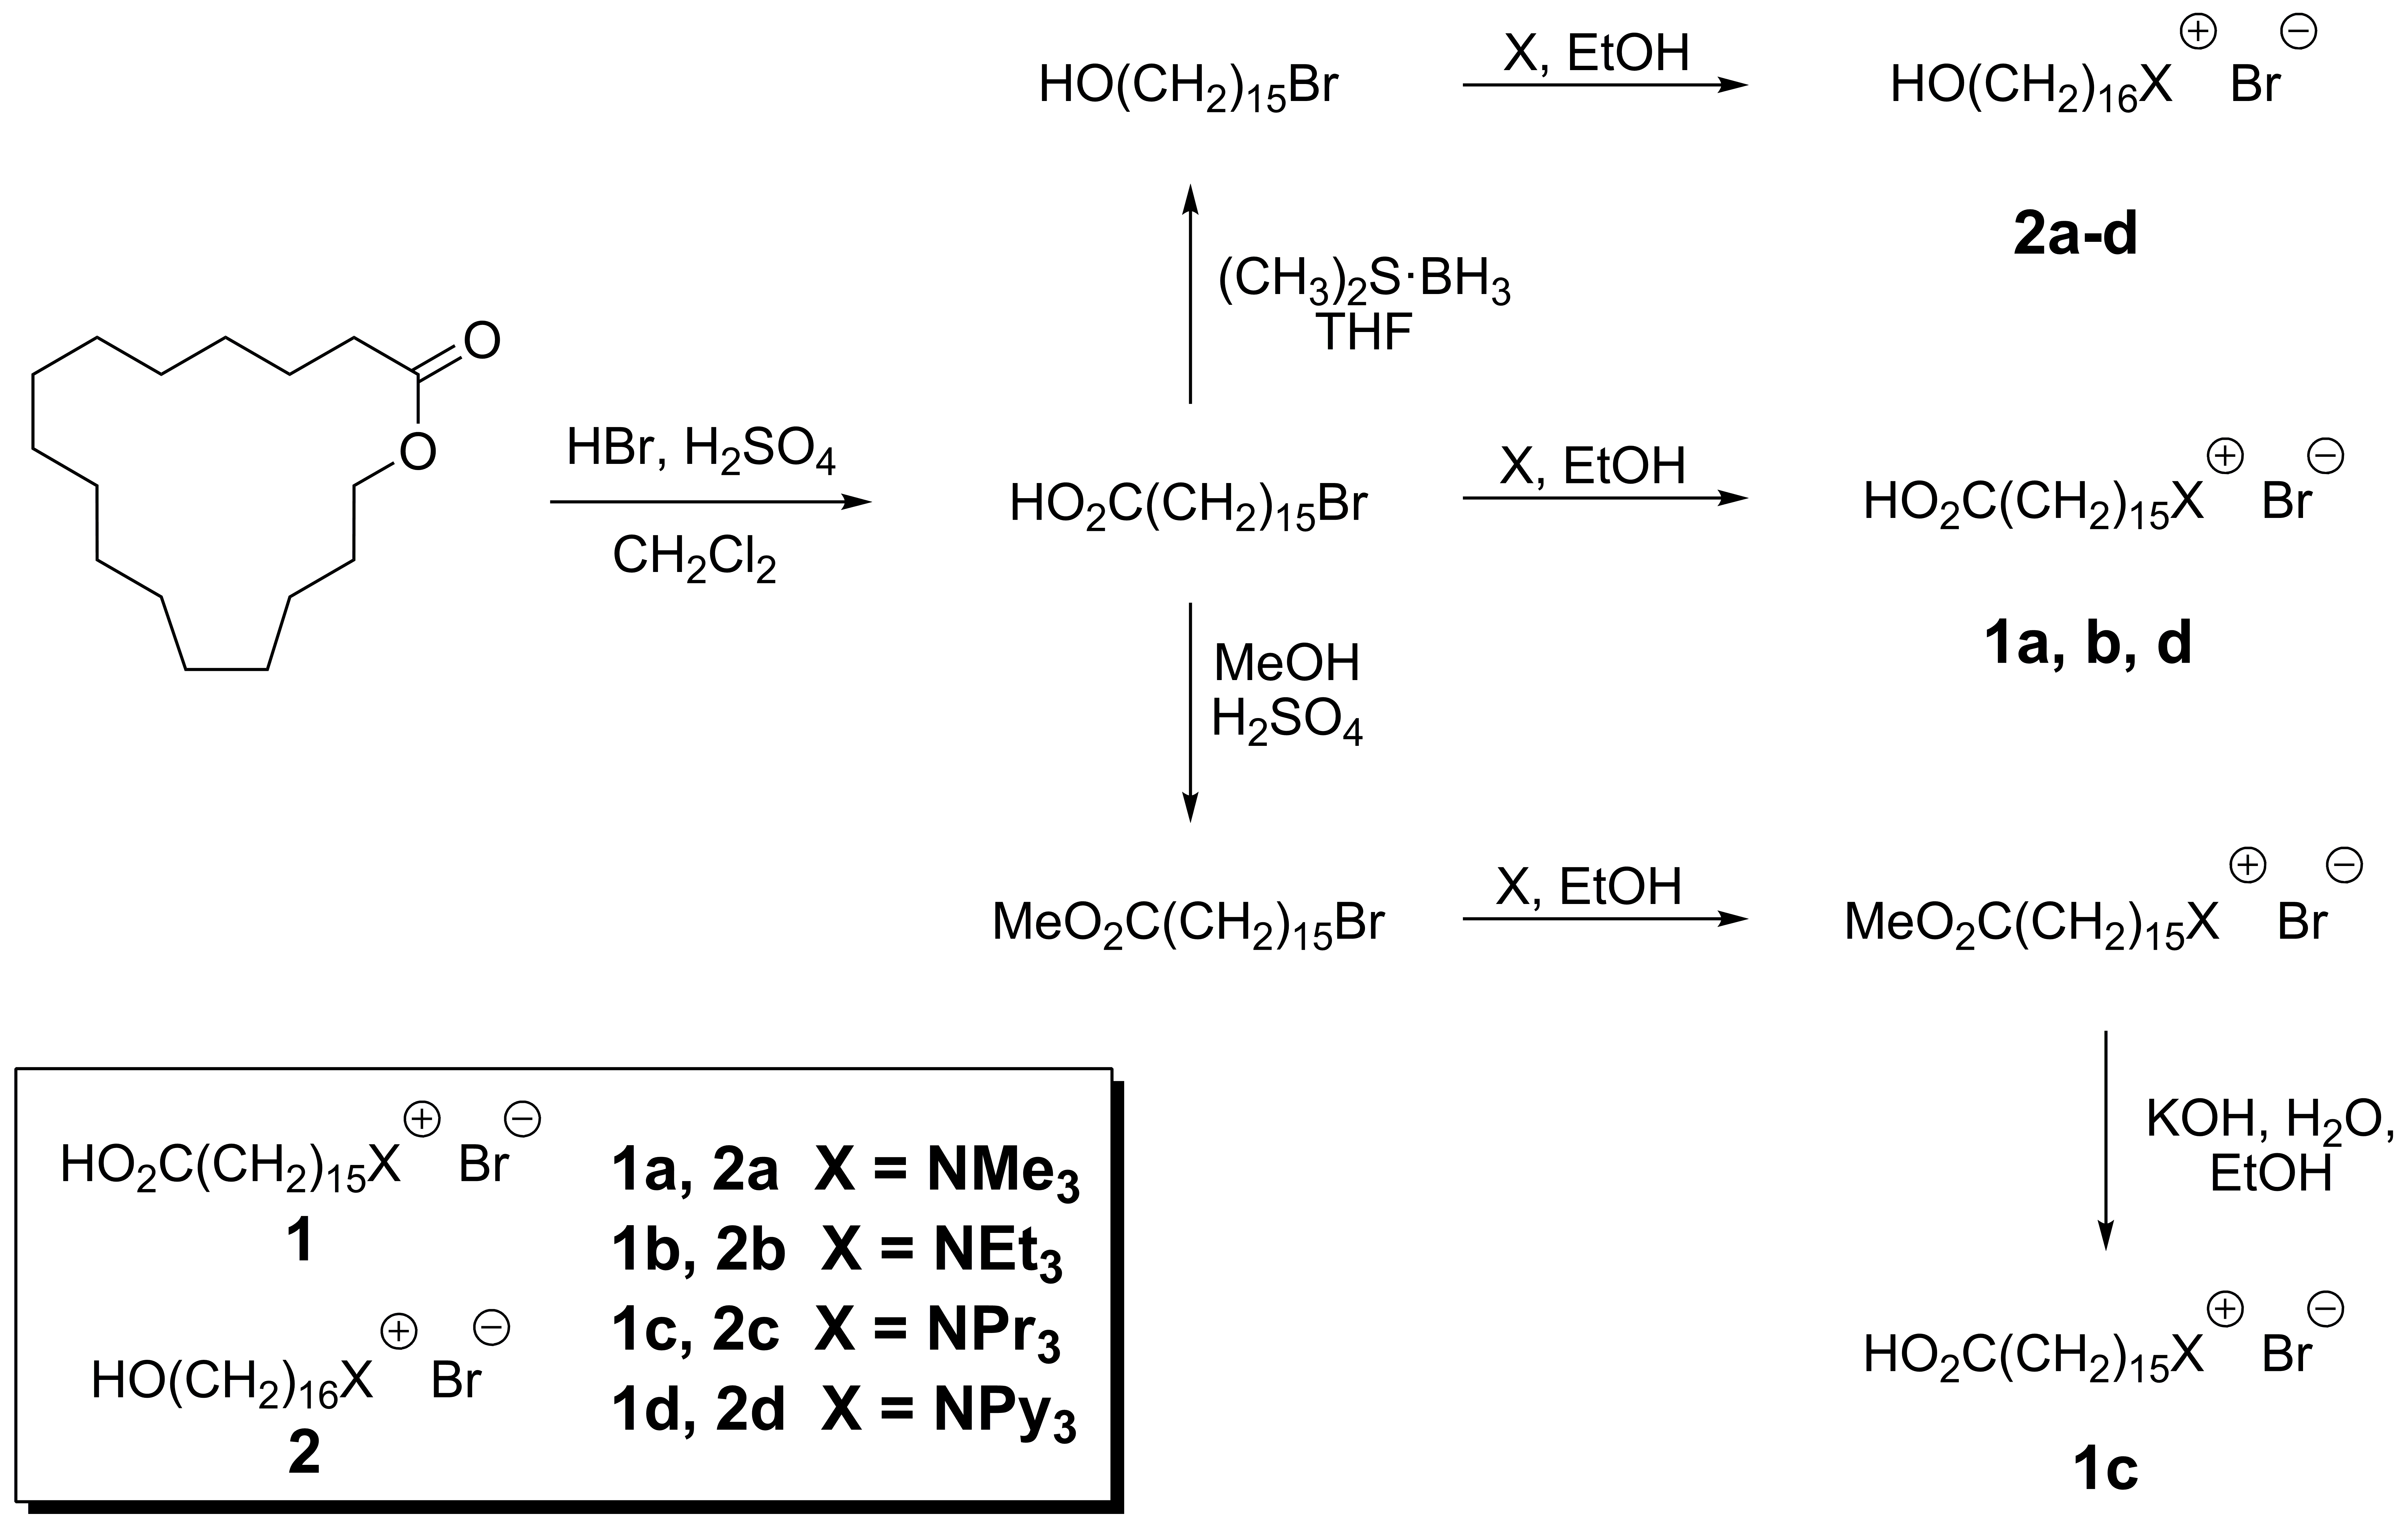 HO(CH2)15Br
X, EtOH
HO(CH2)16X⊕ Br⊖
2a-d
(CH3)2S·BH3
THF
O
O
HBr, H2SO4
CH2Cl2
HO2C(CH2)15Br
X, EtOH
HO2C(CH2)15X⊕ Br⊖
1a, b, d
MeOH
H2SO4
MeO2C(CH2)15Br
X, EtOH
MeO2C(CH2)15X⊕ Br⊖
KOH, H2O,
EtOH
HO2C(CH2)15X⊕ Br⊖
1c
HO2C(CH2)15X⊕ Br⊖
1
HO(CH2)16X⊕ Br⊖
2
1a, 2a X = NMe3
1b, 2b X = NEt3
1c, 2c X = NPr3
1d, 2d X = NPy3